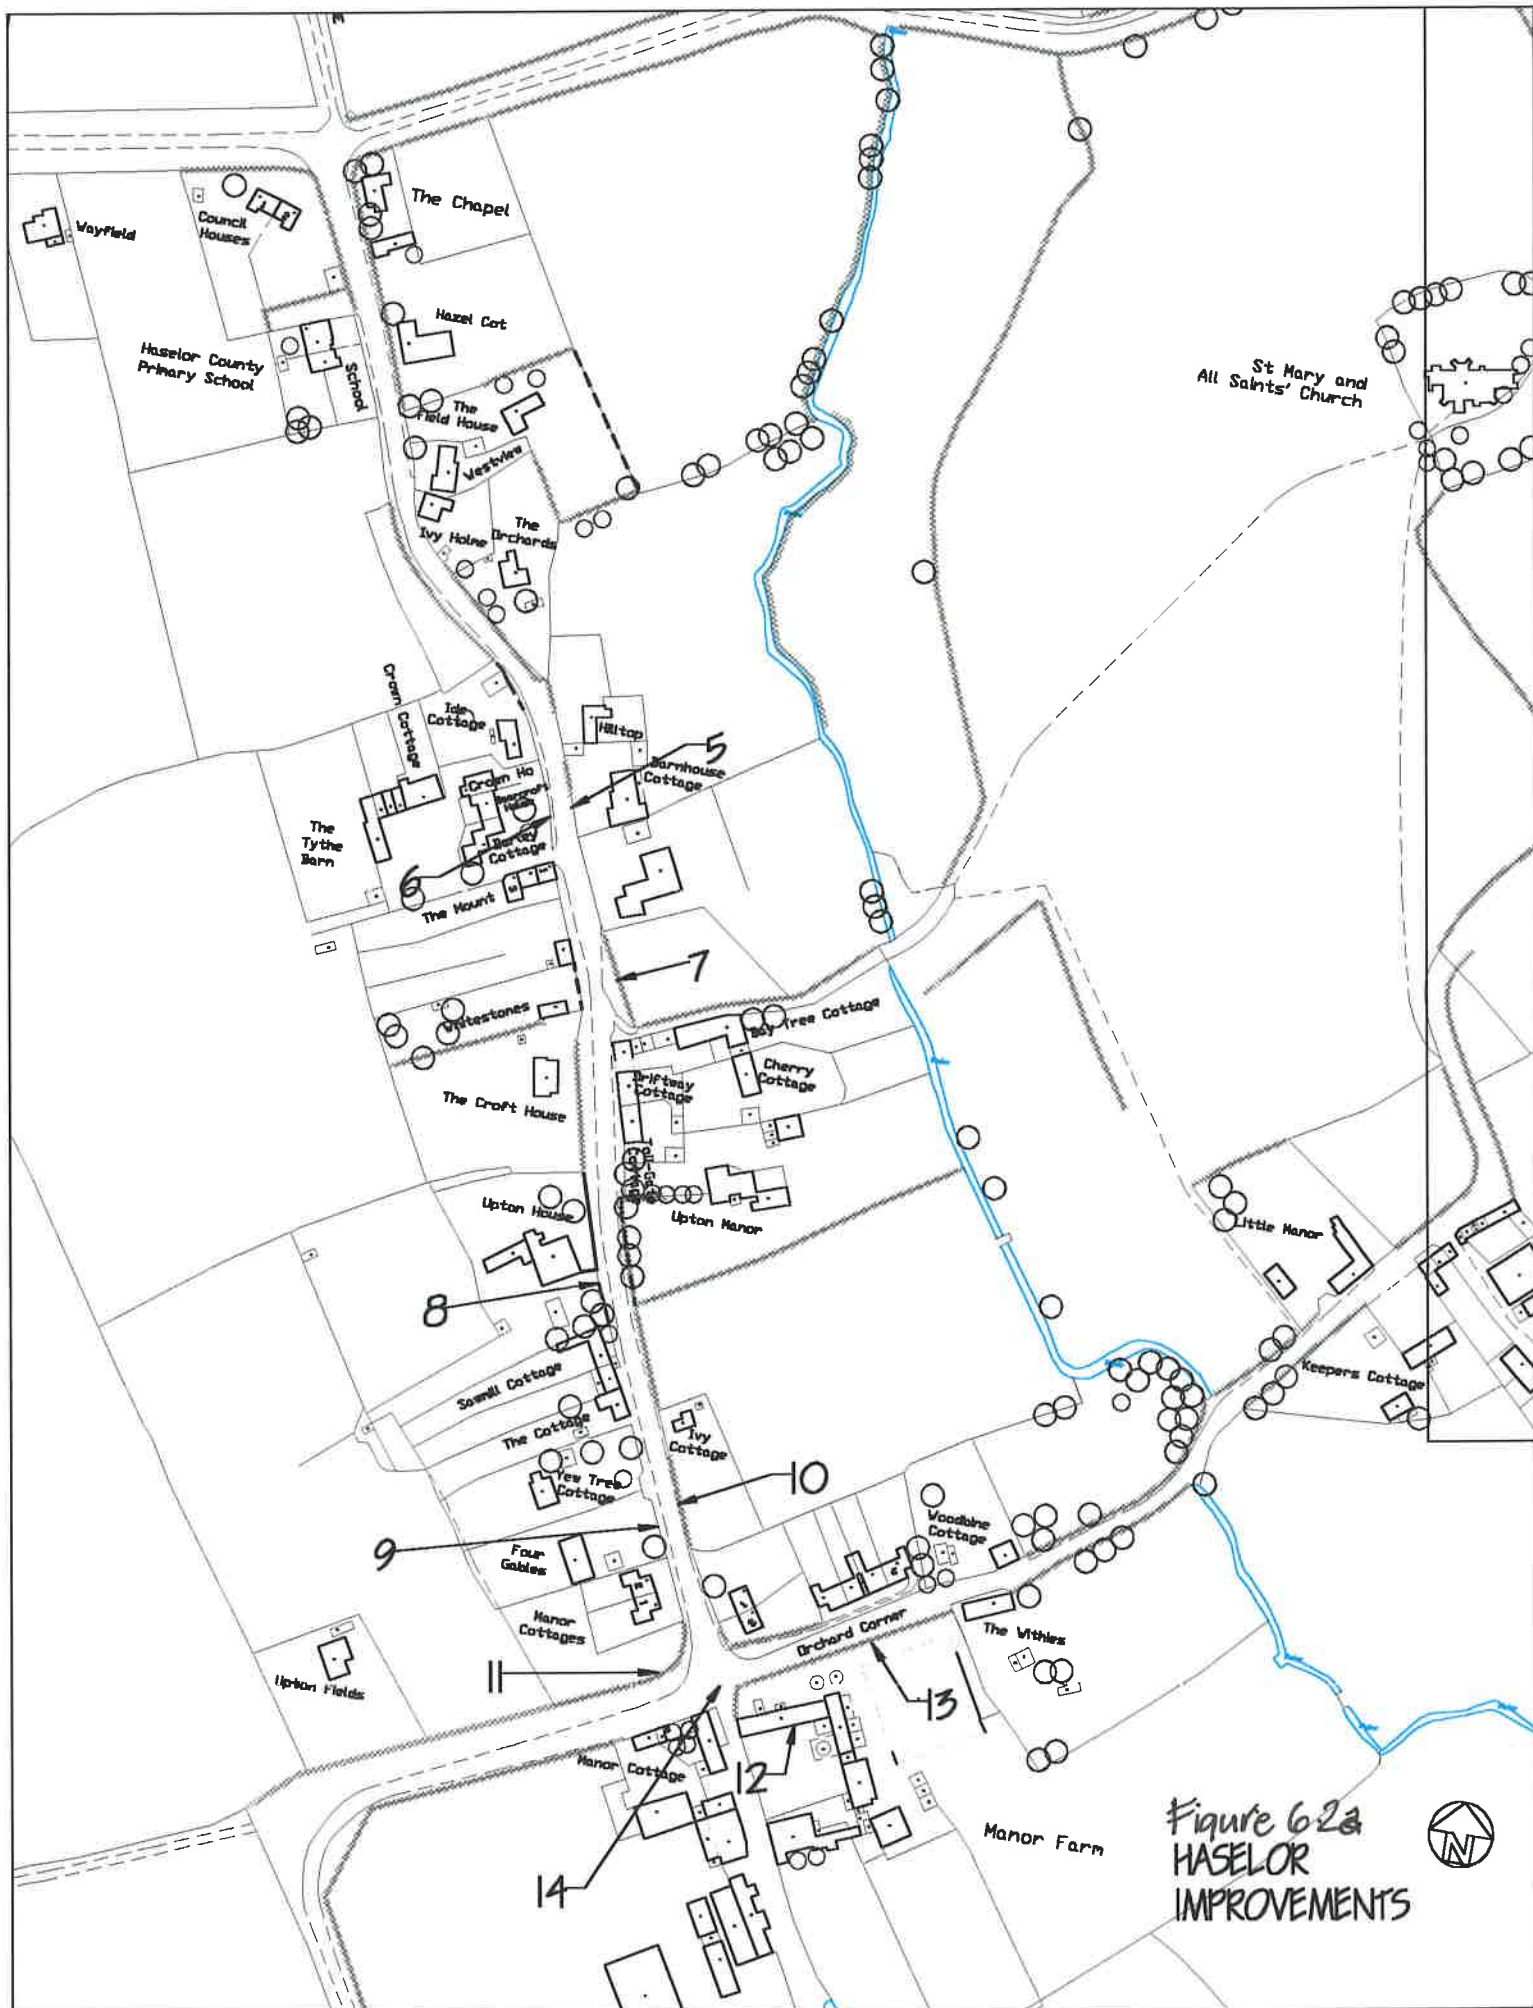 The Chapel
Wayfield
Council
Houses
Hazel Cot
Haselor County
Primary School
School
St Mary and
All Saints' Church
The
Field House
Westview
Ivy Holme
The
Orchards
Crown Cottage
Idle
Cottage
Hilltop
5
Barnhouse
Cottage
Crown Ho
The
Tythe
Barn
Cottage
6
The Mount
7
Whitestones
Bay Tree Cottage
Cherry
Cottage
Driftway
Cottage
The Croft House
Upton House
Upton Manor
Little Manor
8
Keepers Cottage
Sawmill Cottage
The Cottage
Ivy
Cottage
Yew Tree
Cottage
10
9
Four
Gables
Woodbine
Cottage
Manor
Cottages
Orchard Corner
The Withies
11
Upton Fields
13
Manor Cottage
12
14
Manor Farm
Figure 6.2a
HASELOR
IMPROVEMENTS
N